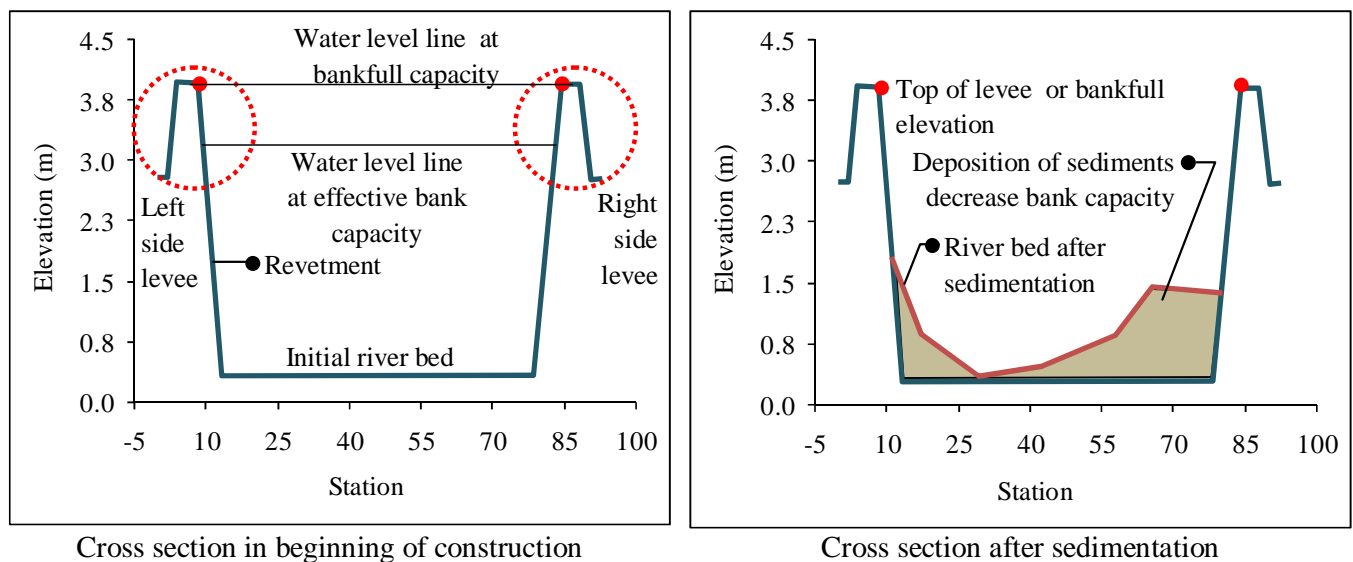 4.5
3.8
3.0
2.3
1.5
0.8
0.0
Elevation (m)
-5 10 25 40 55 70 85 100
Station
Water level line at
bankfull capacity
Water level line
at effective bank
capacity
Left
side
levee
Right
side
levee
Revetment
Initial river bed
Cross section in beginning of construction
4.5
3.8
3.0
2.3
1.5
0.8
0.0
Elevation (m)
-5 10 25 40 55 70 85 100
Station
Top of levee or bankfull
elevation
Deposition of sediments
decrease bank capacity
River bed after
sedimentation
Cross section after sedimentation